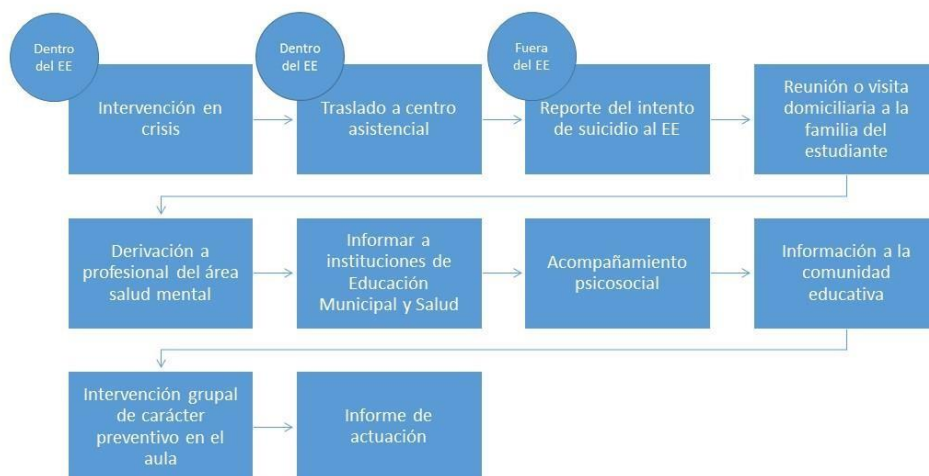 Dentro
del EE
Intervención en
crisis
Dentro
del EE
Traslado a centro
asistencial
Fuera
del EE
Reporte del intento
de suicidio al EE
Reunión o visita
domiciliaria a la
familia del
estudiante
Derivación a
profesional del área
salud mental
Informar a
instituciones de
Educación
Municipal y Salud
Acompañamiento
psicosocial
Información a la
comunidad
educativa
Intervención grupal
de carácter
preventivo en el
aula
Informe de
actuación